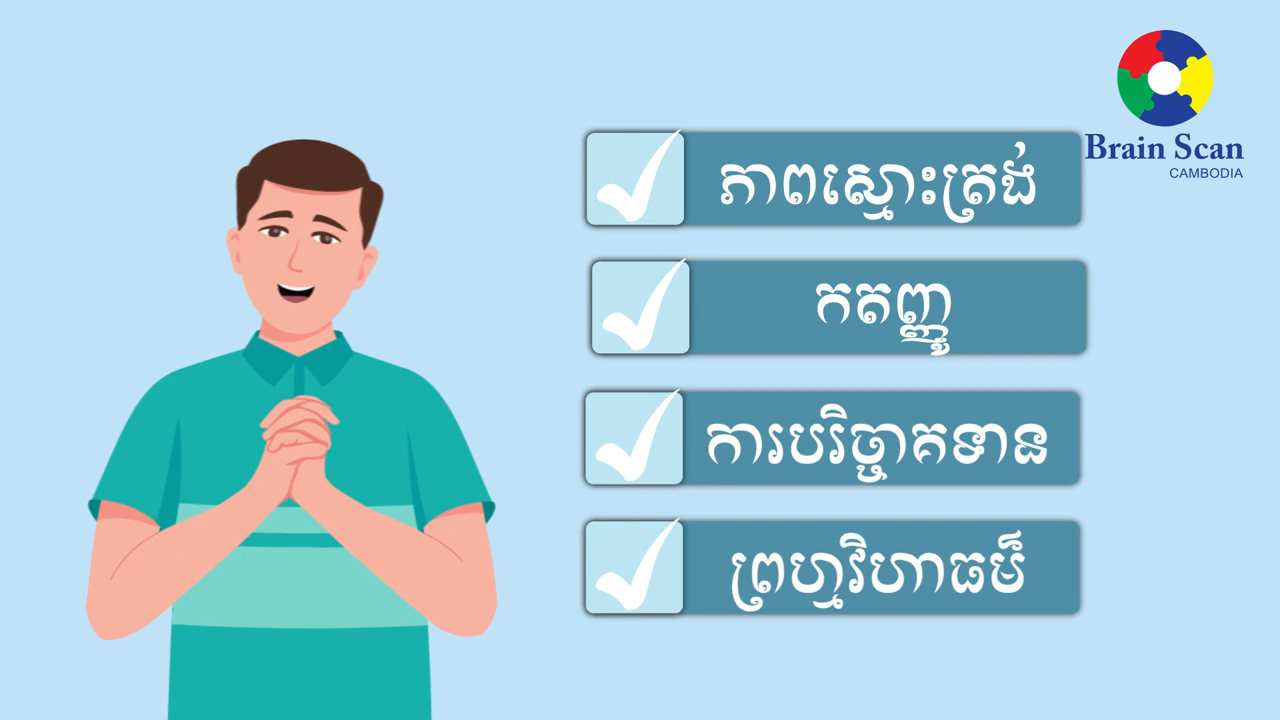 Brain Scan
CAMBODIA
ភាពស្មោះត្រង់
កតញ្ញូ
ការបរិច្ចាគទាន
ព្រហ្មវិហាធម៌